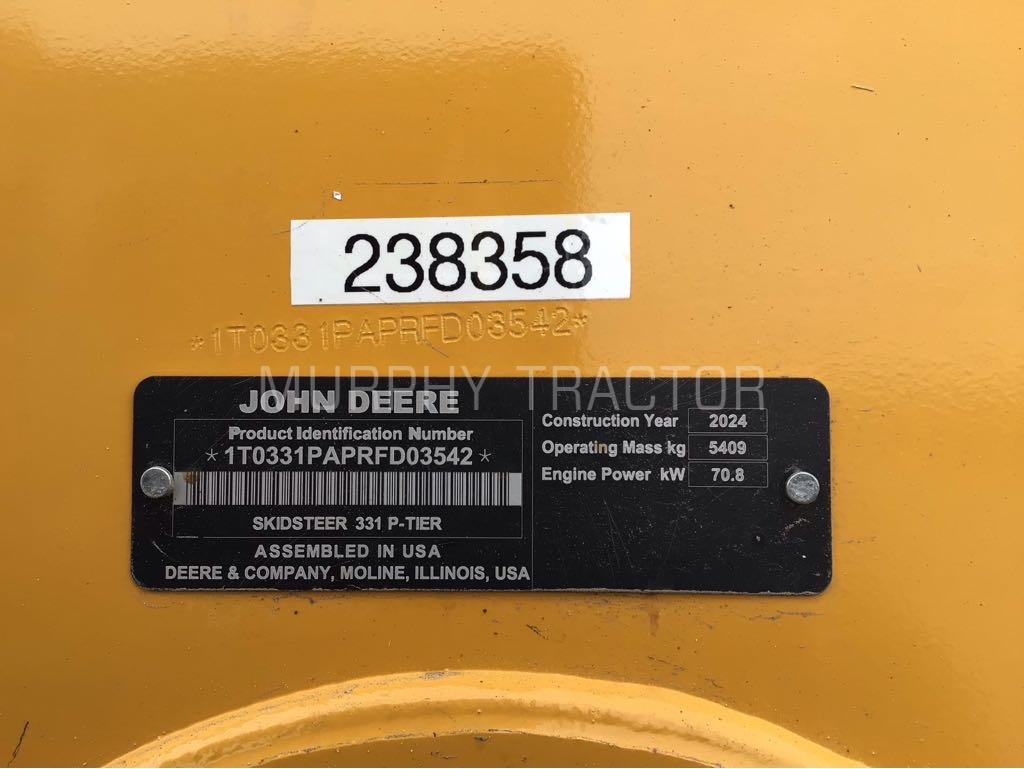 238358
*1T0331PAPRFD03542*
MURPHY TRACTOR
JOHN DEERE
Product Identification Number
*1T0331PAPRFD03542*
SKIDSTEER 331 P-TIER
ASSEMBLED IN USA
DEERE & COMPANY, MOLINE, ILLINOIS, USA
Construction Year 2024
Operating Mass kg 5409
Engine Power kW 70.8